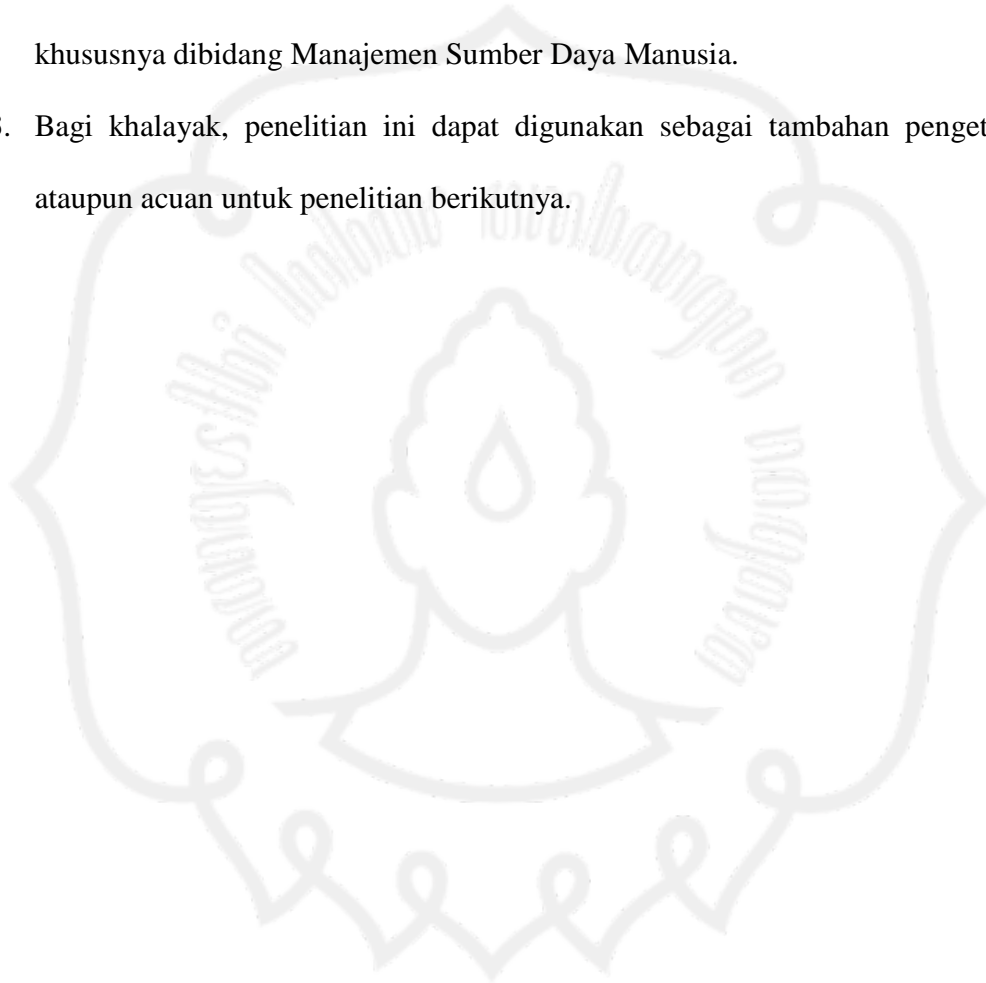 khususnya dibidang Manajemen Sumber Daya Manusia.
3. Bagi khalayak, penelitian ini dapat digunakan sebagai tambahan penget
ataupun acuan untuk penelitian berikutnya.